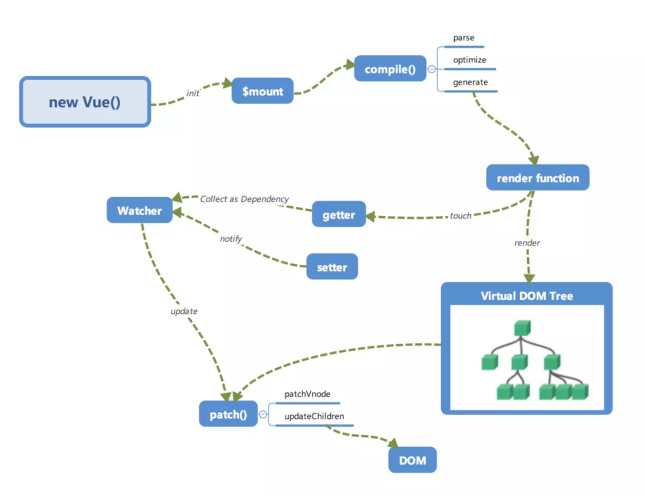 parse
optimize
generate
compile()
new Vue()
init
$mount
render function
Collect as Dependency
Watcher
getter
touch
notify
render
setter
Virtual DOM Tree
update
patch()
patchVnode
updateChildren
DOM